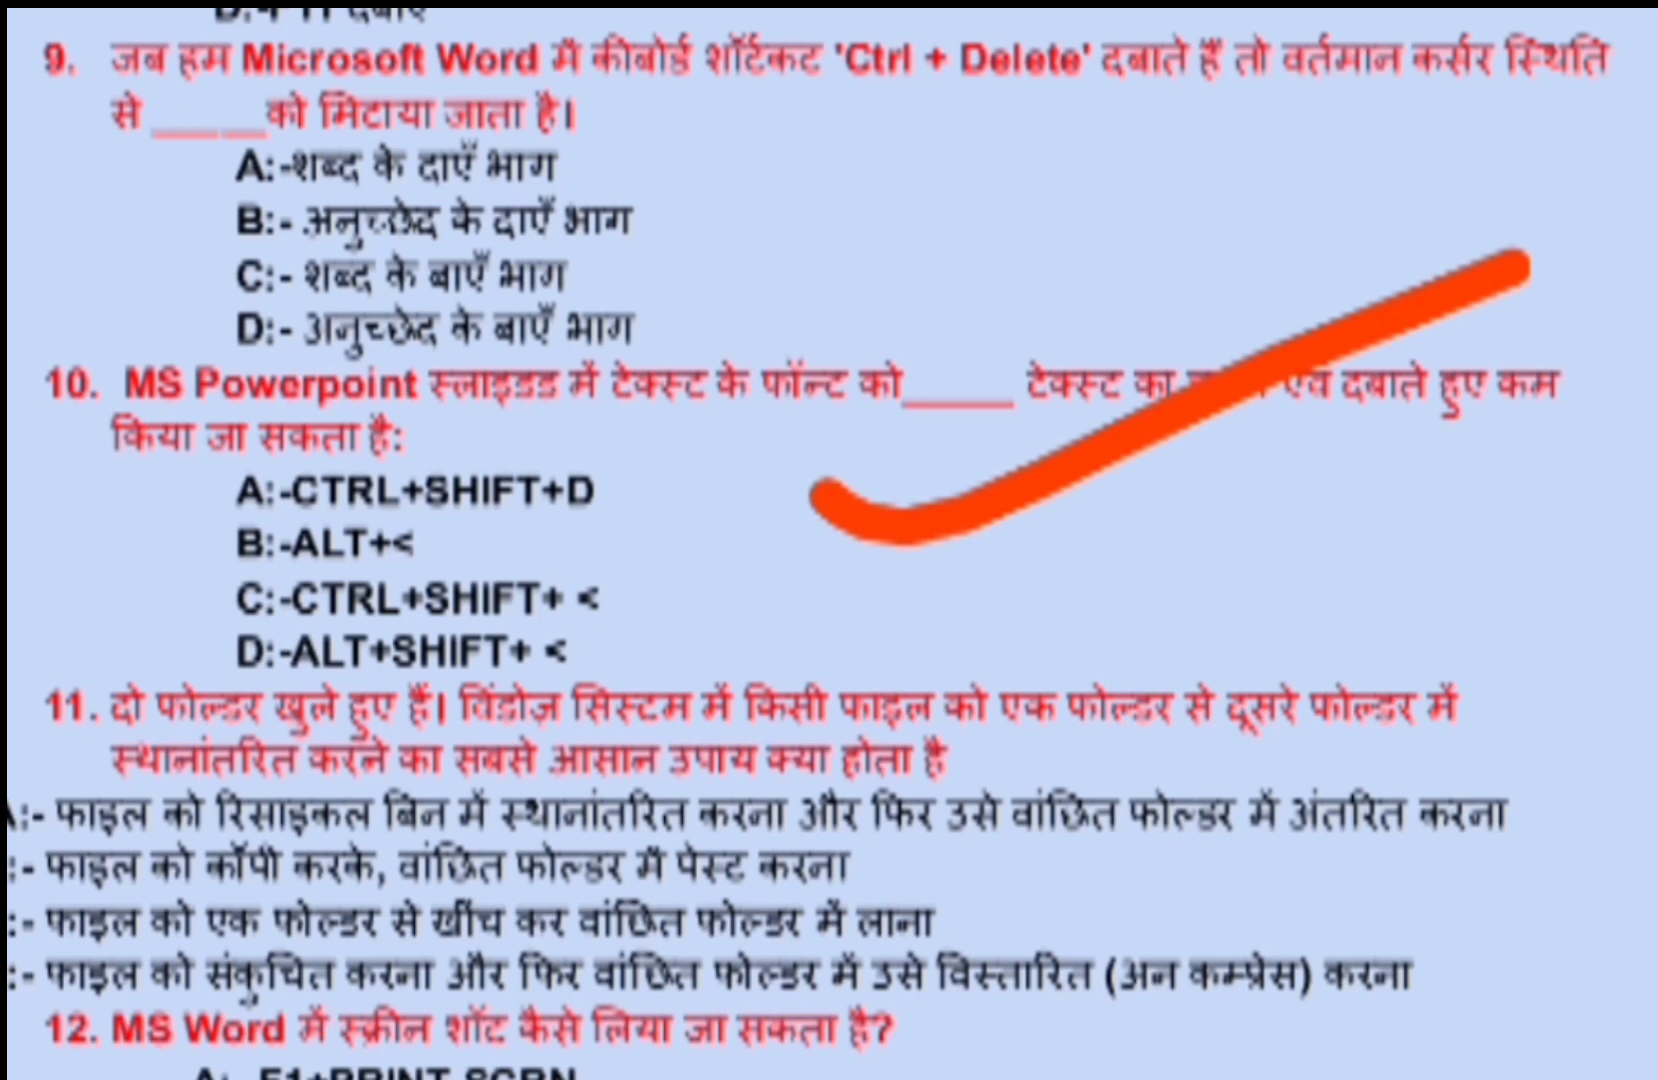 9. जब हम Microsoft Word में कीबोर्ड शॉर्टकट 'Ctrl + Delete' दबाते हैं तो वर्तमान कर्सर स्थिति
से _____ को मिटाया जाता है।
A:-शब्द के दाएँ भाग
B:- अनुच्छेद के दाएँ भाग
C:- शब्द के बाएँ भाग
D:- अनुच्छेद के बाएँ भाग
10. MS Powerpoint स्लाइडड में टेक्स्ट के फॉन्ट को_____ टेक्स्ट का एवं दबाते हुए कम
किया जा सकता है:
A:-CTRL+SHIFT+D
B:-ALT+<
C:-CTRL+SHIFT+ <
D:-ALT+SHIFT+ <
11. दो फोल्डर खुले हुए हैं। विंडोज़ सिस्टम में किसी फाइल को एक फोल्डर से दूसरे फोल्डर में
स्थानांतरित करने का सबसे आसान उपाय क्या होता है
A:- फाइल को रिसाइकल बिन में स्थानांतरित करना और फिर उसे वांछित फोल्डर में अंतरित करना
:- फाइल को कॉपी करके, वांछित फोल्डर में पेस्ट करना
:- फाइल को एक फोल्डर से खींच कर वांछित फोल्डर में लाना
:- फाइल को संकुचित करना और फिर वांछित फोल्डर में उसे विस्तारित (अन कम्प्रेस) करना
12. MS Word में स्क्रीन शॉट कैसे लिया जा सकता है?
A:- F1+PRINT SCRN